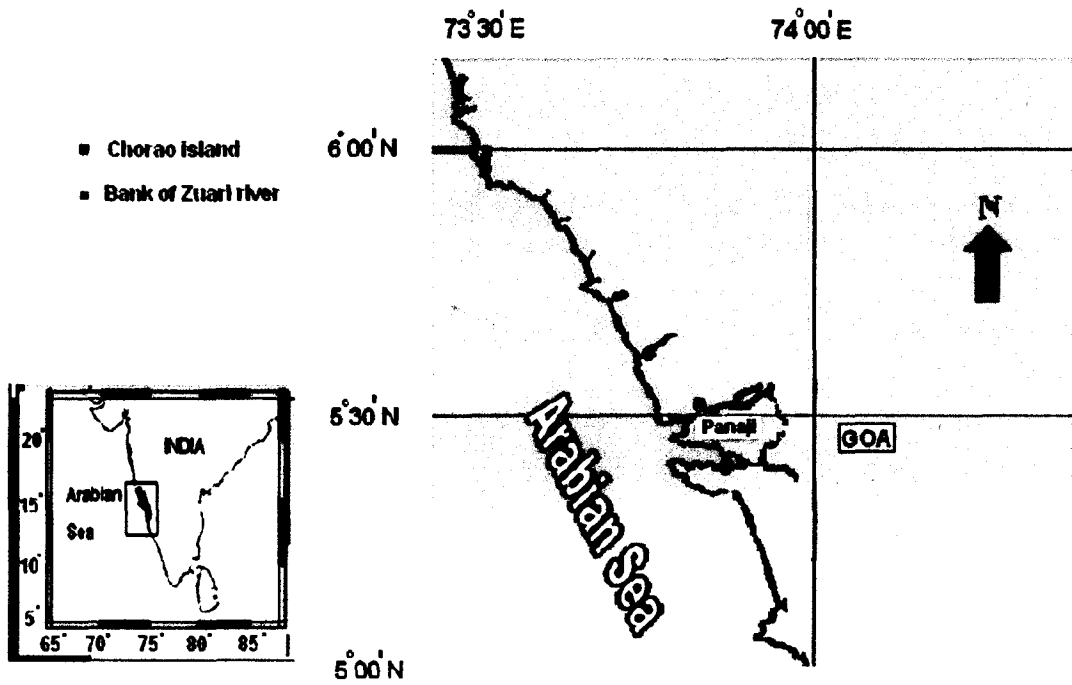 73°30'E 74°00'E
■ Chorao Island
■ Bank of Zuari river
6°00'N
N
5°30'N
Panaji
GOA
Arabian Sea
5°00'N
INDIA
Arabian
Sea
20°
15°
10°
5°
65° 70° 75° 80° 85°